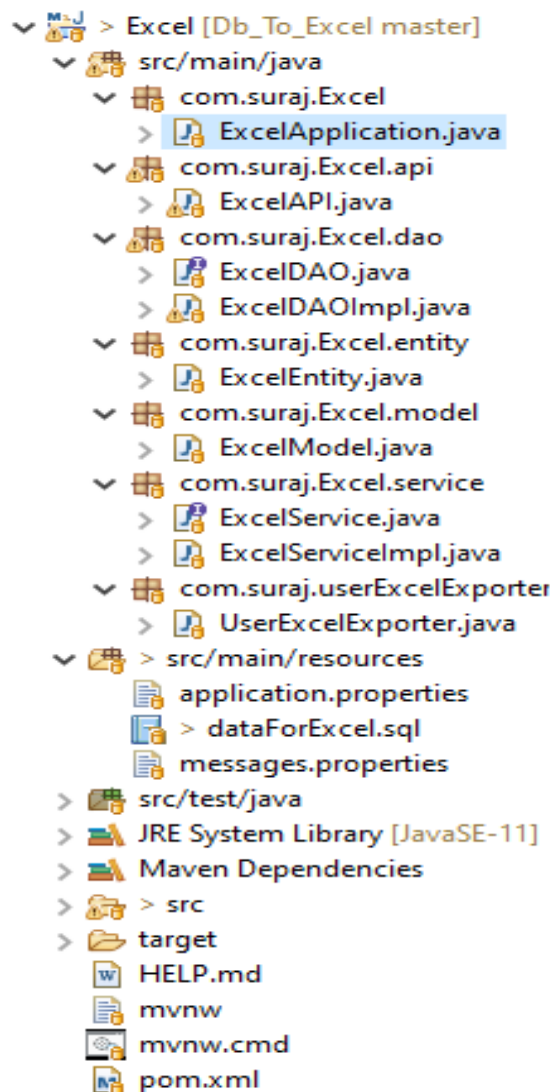 > Excel [Db_To_Excel master]
src/main/java
com.suraj.Excel
> ExcelApplication.java
com.suraj.Excel.api
> ExcelAPI.java
com.suraj.Excel.dao
> ExcelDAO.java
> ExcelDAOImpl.java
com.suraj.Excel.entity
> ExcelEntity.java
com.suraj.Excel.model
> ExcelModel.java
com.suraj.Excel.service
> ExcelService.java
> ExcelServiceImpl.java
com.suraj.userExcelExporter
> UserExcelExporter.java
> src/main/resources
application.properties
> dataForExcel.sql
messages.properties
> src/test/java
> JRE System Library [JavaSE-11]
> Maven Dependencies
> > src
> target
HELP.md
mvnw
mvnw.cmd
pom.xml